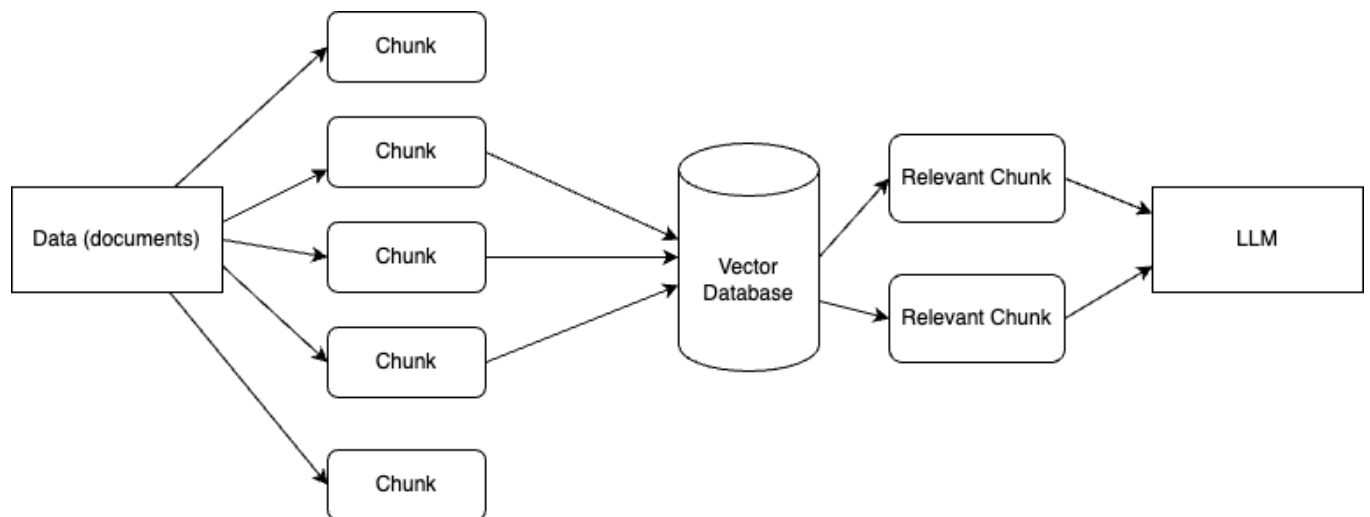 Chunk
Chunk
Data (documents)
Chunk
Chunk
Chunk
Vector
Database
Relevant Chunk
Relevant Chunk
LLM